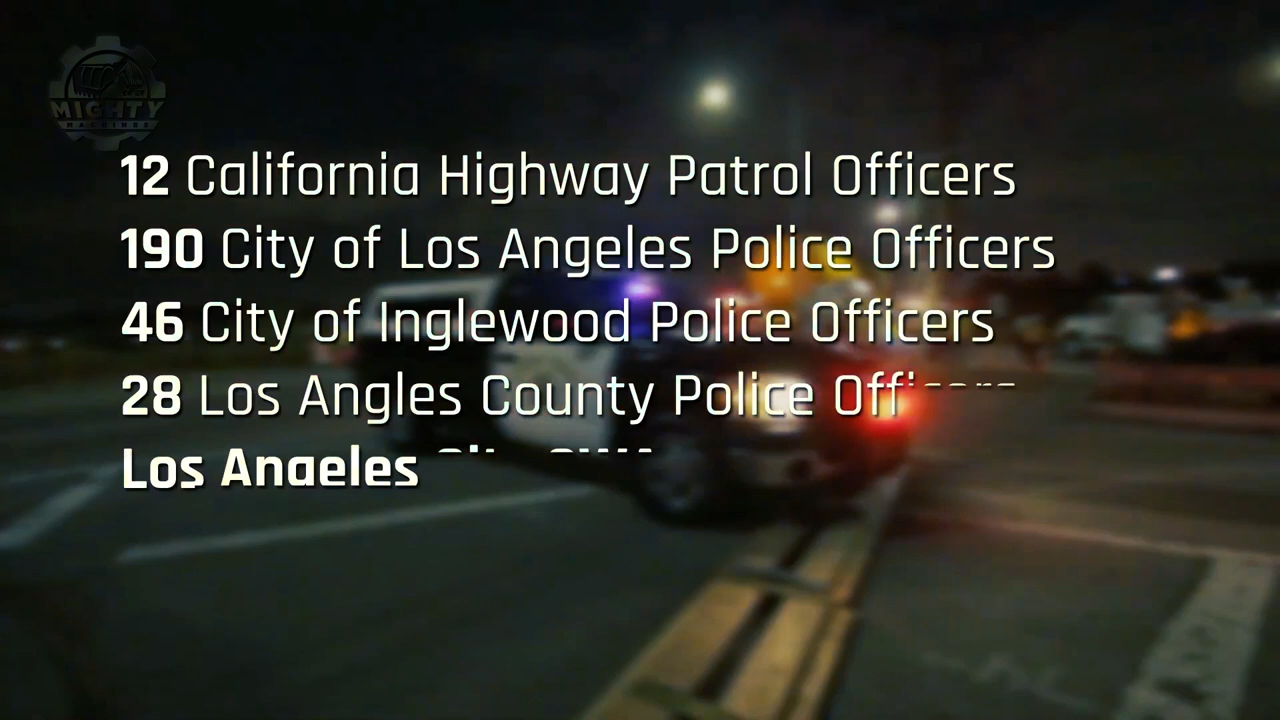 MIGHTY
MACHINES
12 California Highway Patrol Officers
190 City of Los Angeles Police Officers
46 City of Inglewood Police Officers
28 Los Angles County Police
Los Angeles